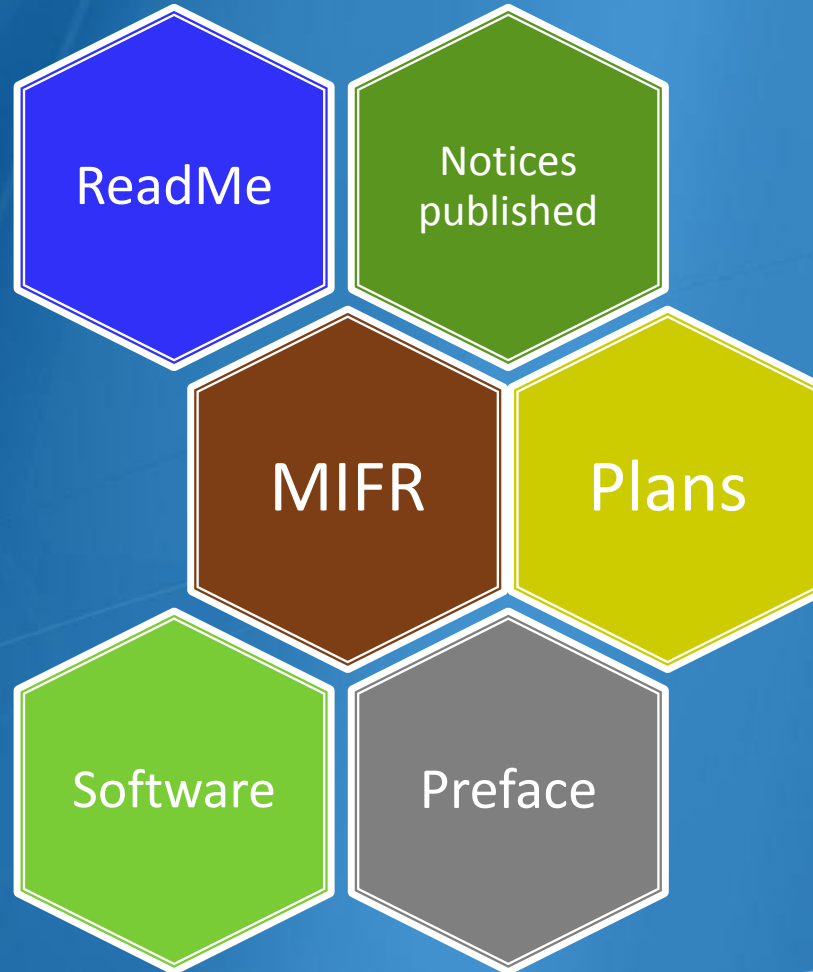 ReadMe
Notices
published
MIFR
Plans
Software
Preface